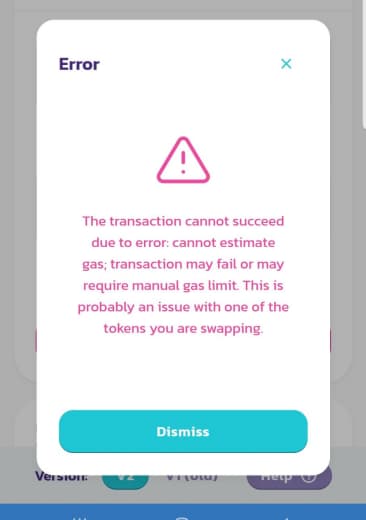 Error
The transaction cannot succeed
due to error: cannot estimate
gas; transaction may fail or may
require manual gas limit. This is
probably an issue with one of the
tokens you are swapping.
Dismiss
Version: V2 V1 (old) Help